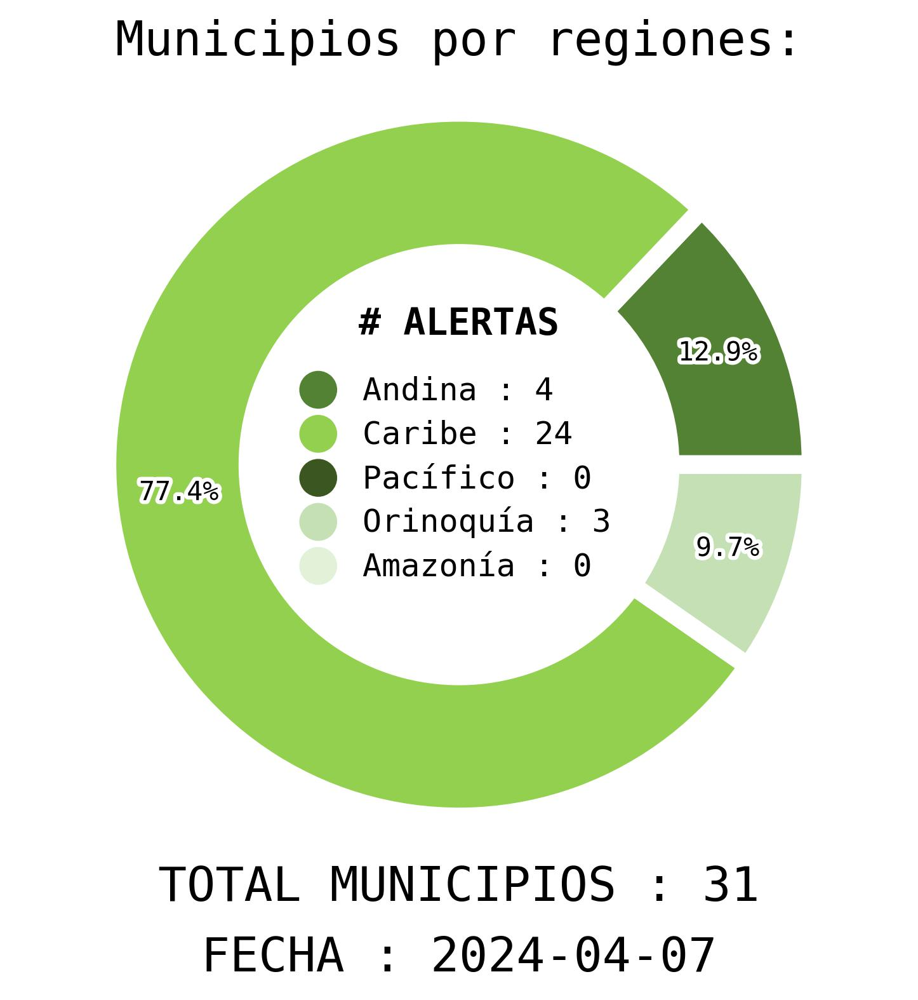 Municipios por regiones:
12.9%
# ALERTAS
Andina : 4
Caribe : 24
Pacífico : 0
77.4%
Orinoquía : 3
9.7%
Amazonía : 0
TOTAL MUNICIPIOS : 31
FECHA : 2024-04-07